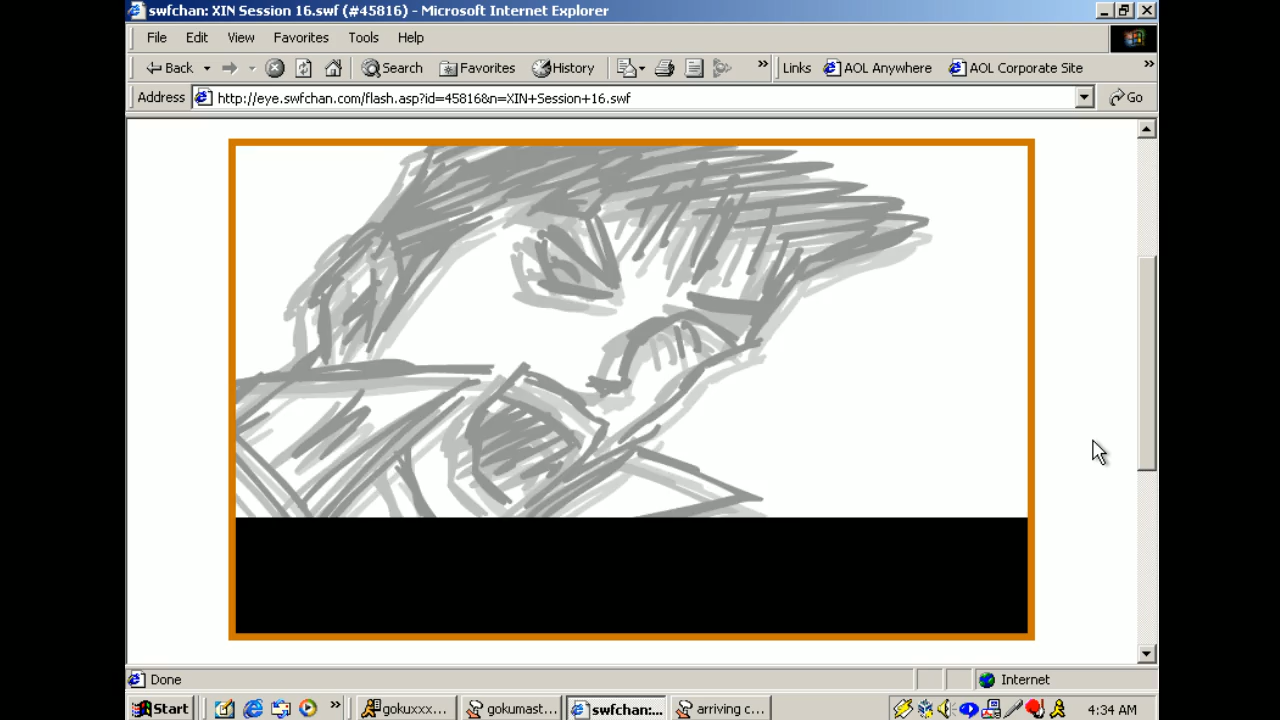 swfchan: XIN Session 16.swf (#45816) - Microsoft Internet Explorer
File Edit View Favorites Tools Help
Back Search Favorites History » Links AOL Anywhere AOL Corporate Site »
Address http://eye.swfchan.com/flash.asp?id=45816&n=XIN+Session+16.swf Go
Done Internet
Start » gokuxxx... gokumast... swfchan:... arriving c... 4:34 AM